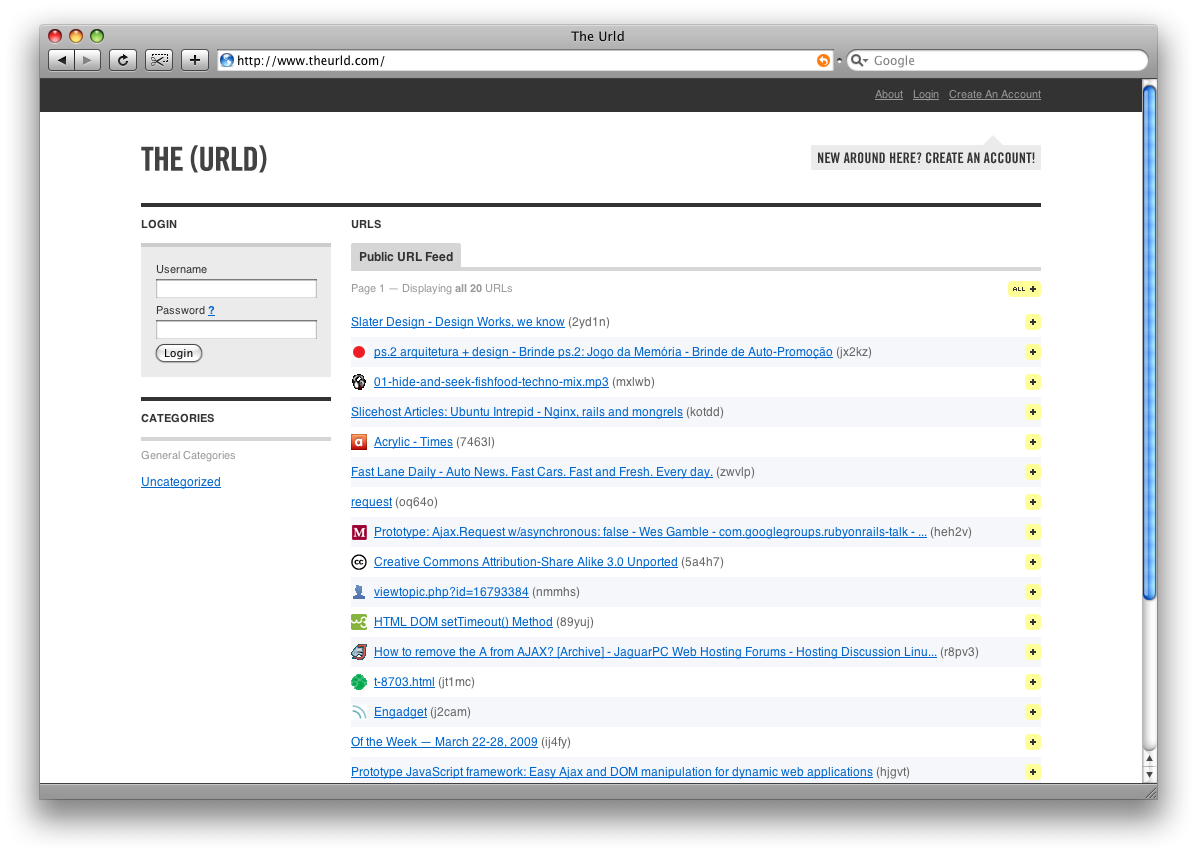 The Urld
http://www.theurld.com/
Google
About Login Create An Account
THE (URLD)
NEW AROUND HERE? CREATE AN ACCOUNT!
LOGIN
Username
Password ?
Login
CATEGORIES
General Categories
Uncategorized
URLS
Public URL Feed
Page 1 — Displaying all 20 URLs
ALL +
Slater Design - Design Works, we know (2yd1n)
ps.2 arquitetura + design - Brinde ps.2: Jogo da Memória - Brinde de Auto-Promoção (jx2kz)
01-hide-and-seek-fishfood-techno-mix.mp3 (mxlwb)
Slicehost Articles: Ubuntu Intrepid - Nginx, rails and mongrels (kotdd)
a Acrylic - Times (7463l)
Fast Lane Daily - Auto News. Fast Cars. Fast and Fresh. Every day. (zwvlp)
request (oq64o)
M Prototype: Ajax.Request w/asynchronous: false - Wes Gamble - com.googlegroups.rubyonrails-talk - ... (heh2v)
cc Creative Commons Attribution-Share Alike 3.0 Unported (5a4h7)
viewtopic.php?id=16793384 (nmmhs)
HTML DOM setTimeout() Method (89yuj)
How to remove the A from AJAX? [Archive] - JaguarPC Web Hosting Forums - Hosting Discussion Linu... (r8pv3)
t-8703.html (jt1mc)
Engadget (j2cam)
Of the Week — March 22-28, 2009 (ij4fy)
Prototype JavaScript framework: Easy Ajax and DOM manipulation for dynamic web applications (hjgvt)